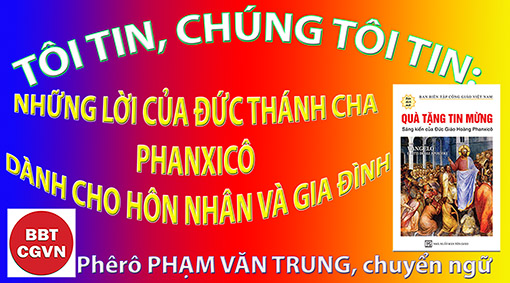 TÔI TIN, CHÚNG TÔI TIN:
NHỮNG LỜI CỦA ĐỨC THÁNH CHA
PHANXICÔ
DÀNH CHO HÔN NHÂN VÀ GIA ĐÌNH
BAN BIÊN TẬP CÔNG GIÁO VIỆT NAM
QUÀ TẶNG TIN MỪNG
Sáng kiến của Đức Giáo Hoàng Phanxicô
VANGELO
BBT
CGVN
Phêrô PHẠM VĂN TRUNG, chuyển ngữ